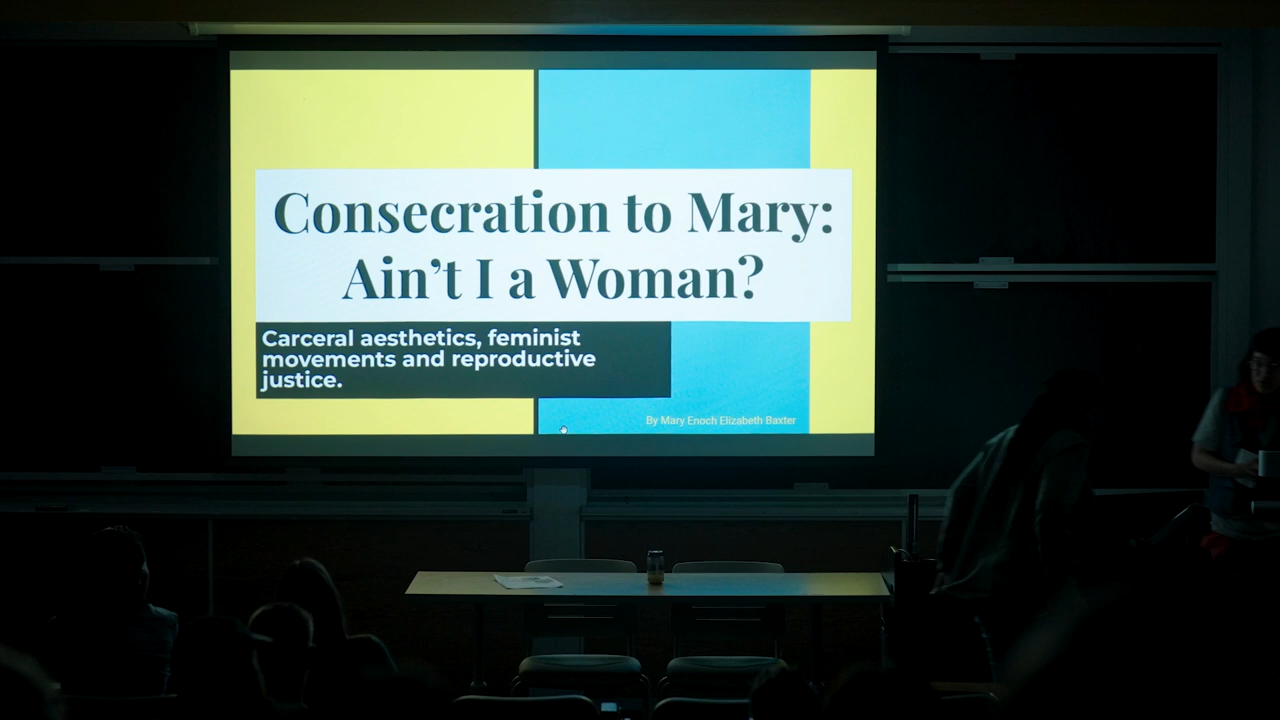 Consecration to Mary:
Ain’t I a Woman?
Carceral aesthetics, feminist
movements and reproductive
justice.
By Mary Enoch Elizabeth Baxter